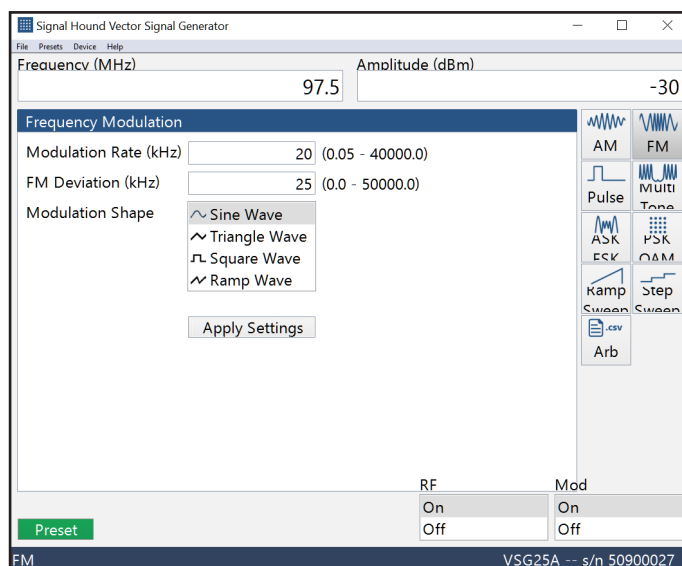 Signal Hound Vector Signal Generator
File Presets Device Help
Frequency (MHz) Amplitude (dBm)
97.5 -30
Frequency Modulation
Modulation Rate (kHz) 20 (0.05 - 40000.0)
FM Deviation (kHz) 25 (0.0 - 50000.0)
Modulation Shape
Sine Wave
Triangle Wave
Square Wave
Ramp Wave
Apply Settings
AM FM
Pulse Multi
Tone
ASK PSK
FSK QAM
Ramp Step
Sweep Sweep
.csv
Arb
RF Mod
On On
Off Off
Preset
FM VSG25A -- s/n 50900027